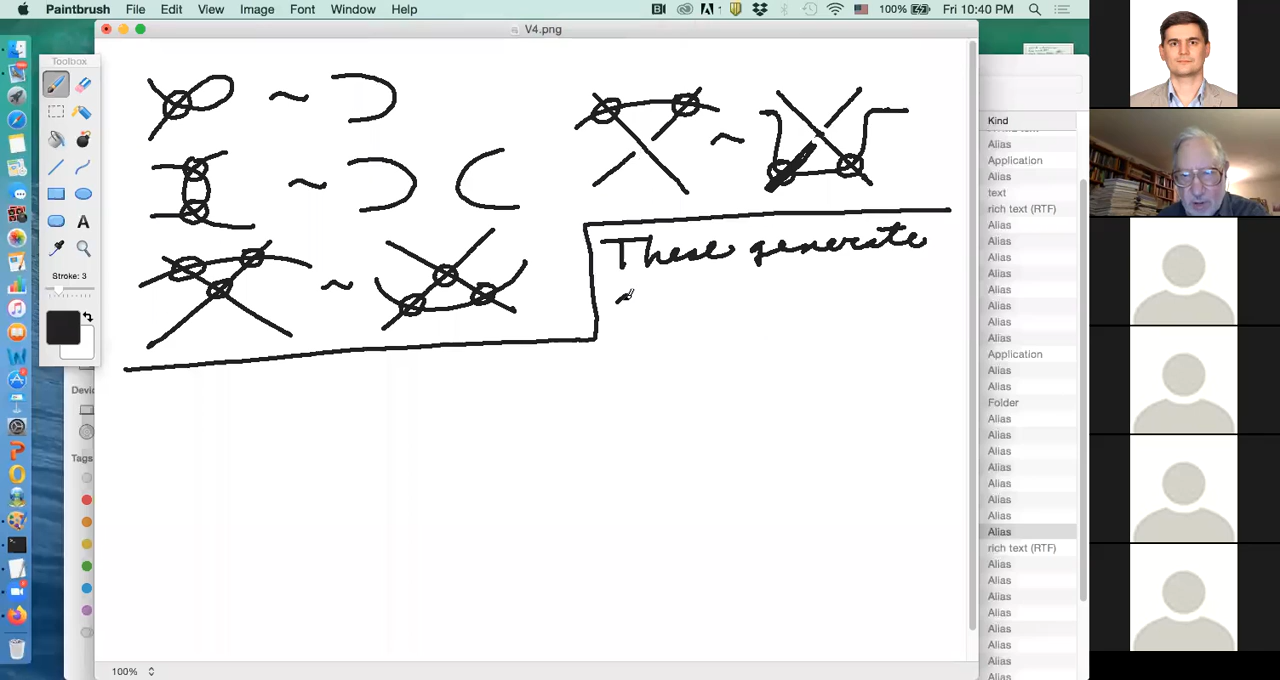 Paintbrush File Edit View Image Font Window Help
100% Fri 10:40 PM
V4.png
Toolbox
A
Stroke: 3
Devic
Tags
These generate
Kind
Alias
Application
Alias
text
rich text (RTF)
Alias
Alias
Alias
Alias
Alias
Alias
Alias
Application
Alias
Alias
Folder
Alias
Alias
Alias
Alias
Alias
Alias
Alias
Alias
rich text (RTF)
Alias
Alias
Alias
Alias
Alias
Alias
Alias
100%